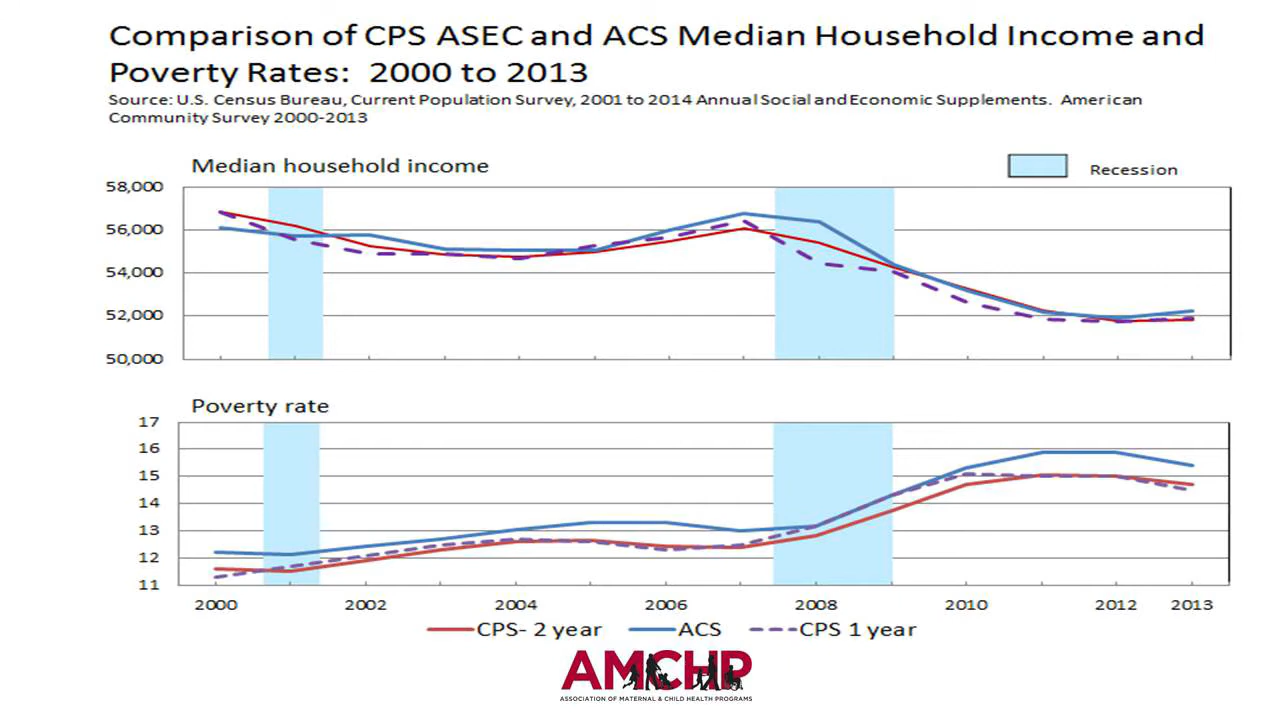 Comparison of CPS ASEC and ACS Median Household Income and
Poverty Rates: 2000 to 2013
Source: U.S. Census Bureau, Current Population Survey, 2001 to 2014 Annual Social and Economic Supplements. American
Community Survey 2000-2013
Median household income
Recession
58,000
56,000
54,000
52,000
50,000
Poverty rate
17
16
15
14
13
12
11
2000 2002 2004 2006 2008 2010 2012 2013
CPS- 2 year ACS CPS 1 year
AMCHP
ASSOCIATION OF MATERNAL & CHILD HEALTH PROGRAMS